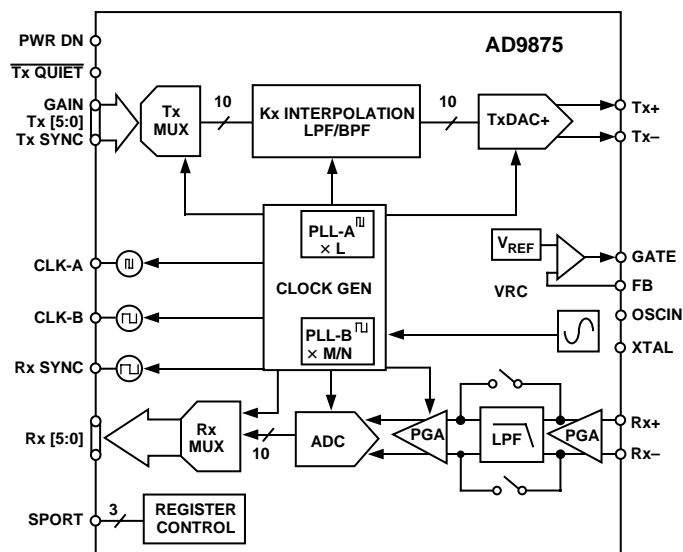 AD9875
PWR DN
Tx QUIET
GAIN
Tx [5:0]
Tx SYNC
Tx
MUX
10
Kx INTERPOLATION
LPF/BPF
10
TxDAC+
Tx+
Tx–
PLL-A
× L
CLOCK GEN
PLL-B
× M/N
CLK-A
CLK-B
Rx SYNC
VREF
VRC
GATE
FB
OSCIN
XTAL
Rx [5:0]
Rx
MUX
10
ADC
PGA
LPF
PGA
Rx+
Rx–
SPORT
3
REGISTER
CONTROL